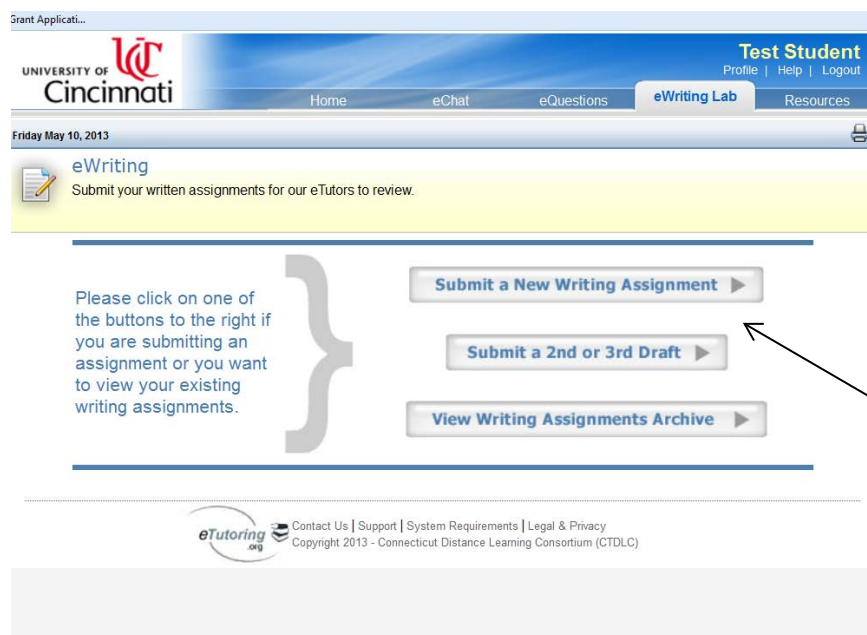 Grant Applicati...
UNIVERSITY OF
Cincinnati
Test Student
Profile | Help | Logout
Home eChat eQuestions eWriting Lab Resources
Friday May 10, 2013
eWriting
Submit your written assignments for our eTutors to review.
Please click on one of
the buttons to the right if
you are submitting an
assignment or you want
to view your existing
writing assignments.
Submit a New Writing Assignment
Submit a 2nd or 3rd Draft
View Writing Assignments Archive
eTutoring
.org
Contact Us | Support | System Requirements | Legal & Privacy
Copyright 2013 - Connecticut Distance Learning Consortium (CTDLC)